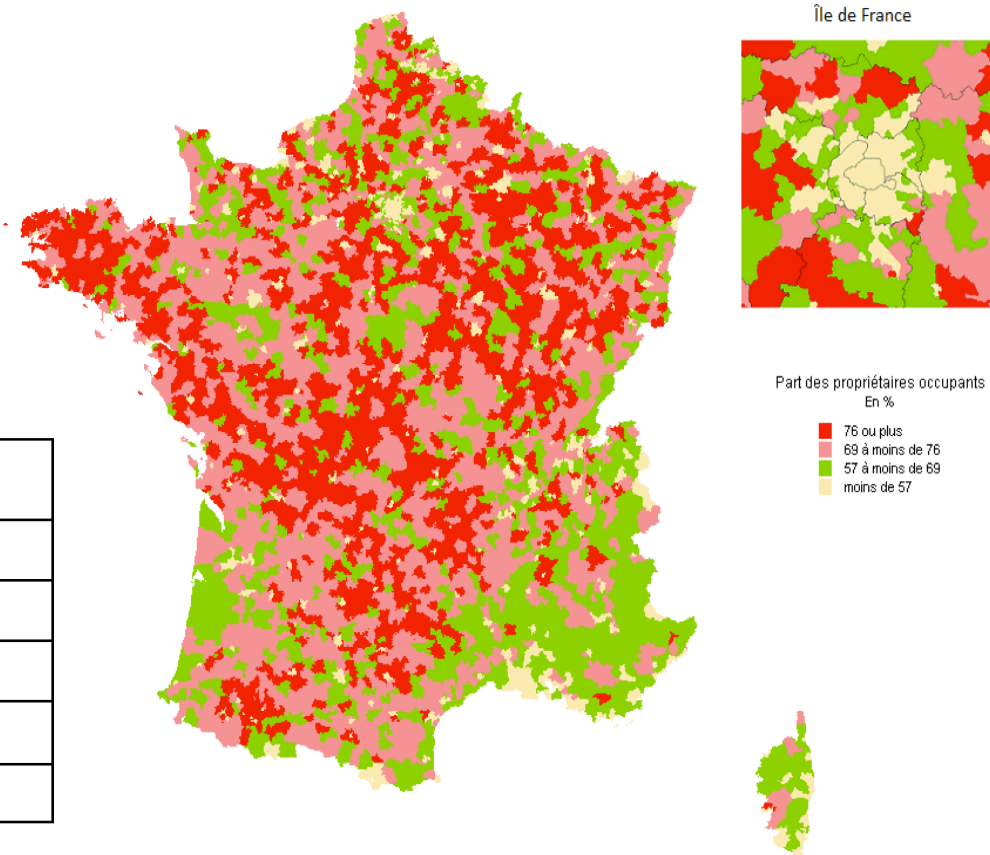 Île de France
Part des propriétaires occupants
En %
76 ou plus
69 à moins de 76
57 à moins de 69
moins de 57